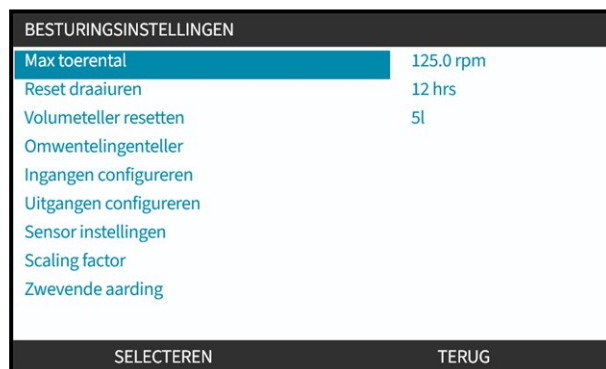 BESTURINGSINSTELLINGEN
Max toerental 125.0 rpm
Reset draaiuren 12 hrs
Volumeteller resetten 5l
Omwentelingenteller
Ingangen configureren
Uitgangen configureren
Sensor instellingen
Scaling factor
Zwevende aarding
SELECTEREN TERUG